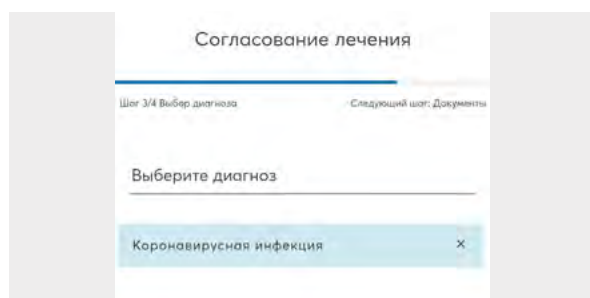 Согласование лечения
Шаг 3/4 Выбор диагноза
Следующий шаг: Документы
Выберите диагноз
Коронавирусная инфекция ×